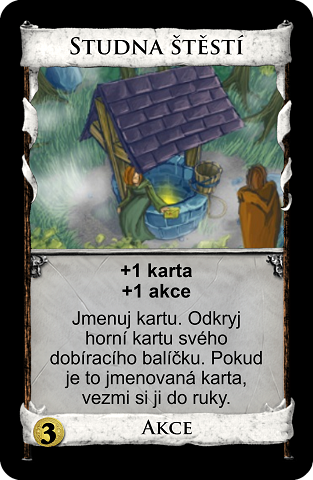 Studna štěstí
+1 karta
+1 akce
Jmenuj kartu. Odkryj
horní kartu svého
dobíracího balíčku. Pokud
je to jmenovaná karta,
vezmi si ji do ruky.
3
Akce